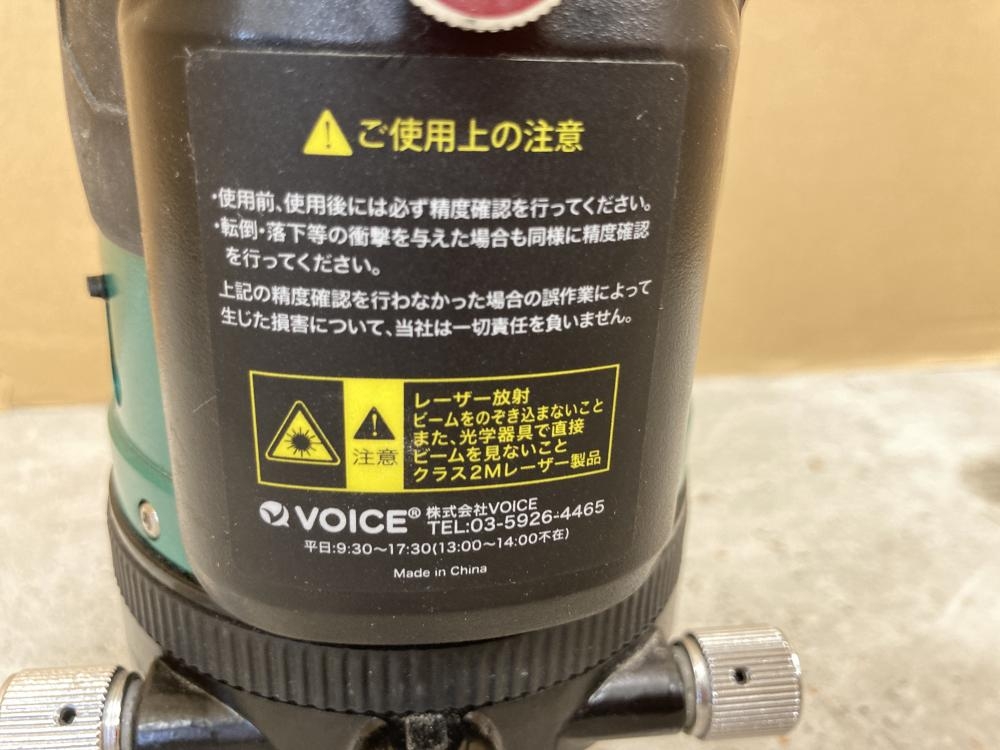 ご使用上の注意
・使用前、使用後には必ず精度確認を行ってください。
・転倒・落下等の衝撃を与えた場合も同様に精度確認
を行ってください。
上記の精度確認を行わなかった場合の誤作業によって
生じた損害について、当社は一切責任を負いません。
注意
レーザー放射
ビームをのぞき込まないこと
また、光学器具で直接
ビームを見ないこと
クラス2Mレーザー製品
VOICE® 株式会社VOICE
TEL:03-5926-4465
平日:9:30〜17:30(13:00〜14:00不在)
Made in China